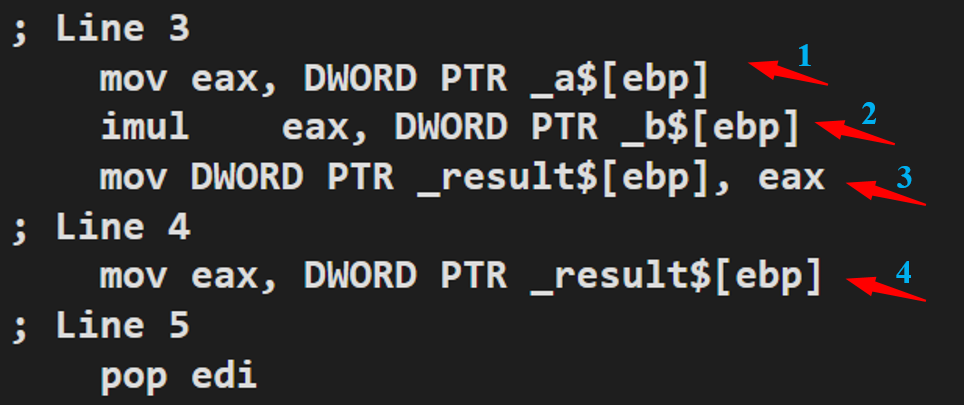 ; Line 3
mov eax, DWORD PTR _a$[ebp] 1
imul eax, DWORD PTR _b$[ebp] 2
mov DWORD PTR _result$[ebp], eax 3
; Line 4
mov eax, DWORD PTR _result$[ebp] 4
; Line 5
pop edi